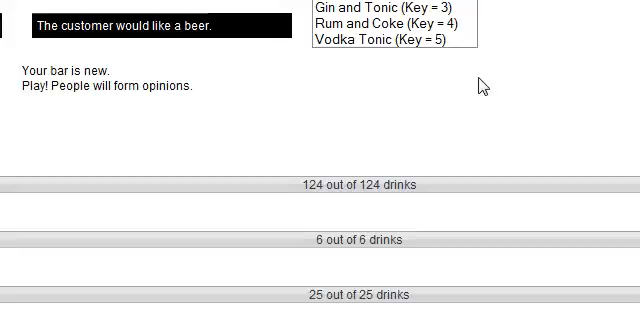 Gin and Tonic (Key = 3)
The customer would like a beer.
Rum and Coke (Key = 4)
Vodka Tonic (Key = 5)
Your bar is new.
Play! People will form opinions.
124 out of 124 drinks
6 out of 6 drinks
25 out of 25 drinks